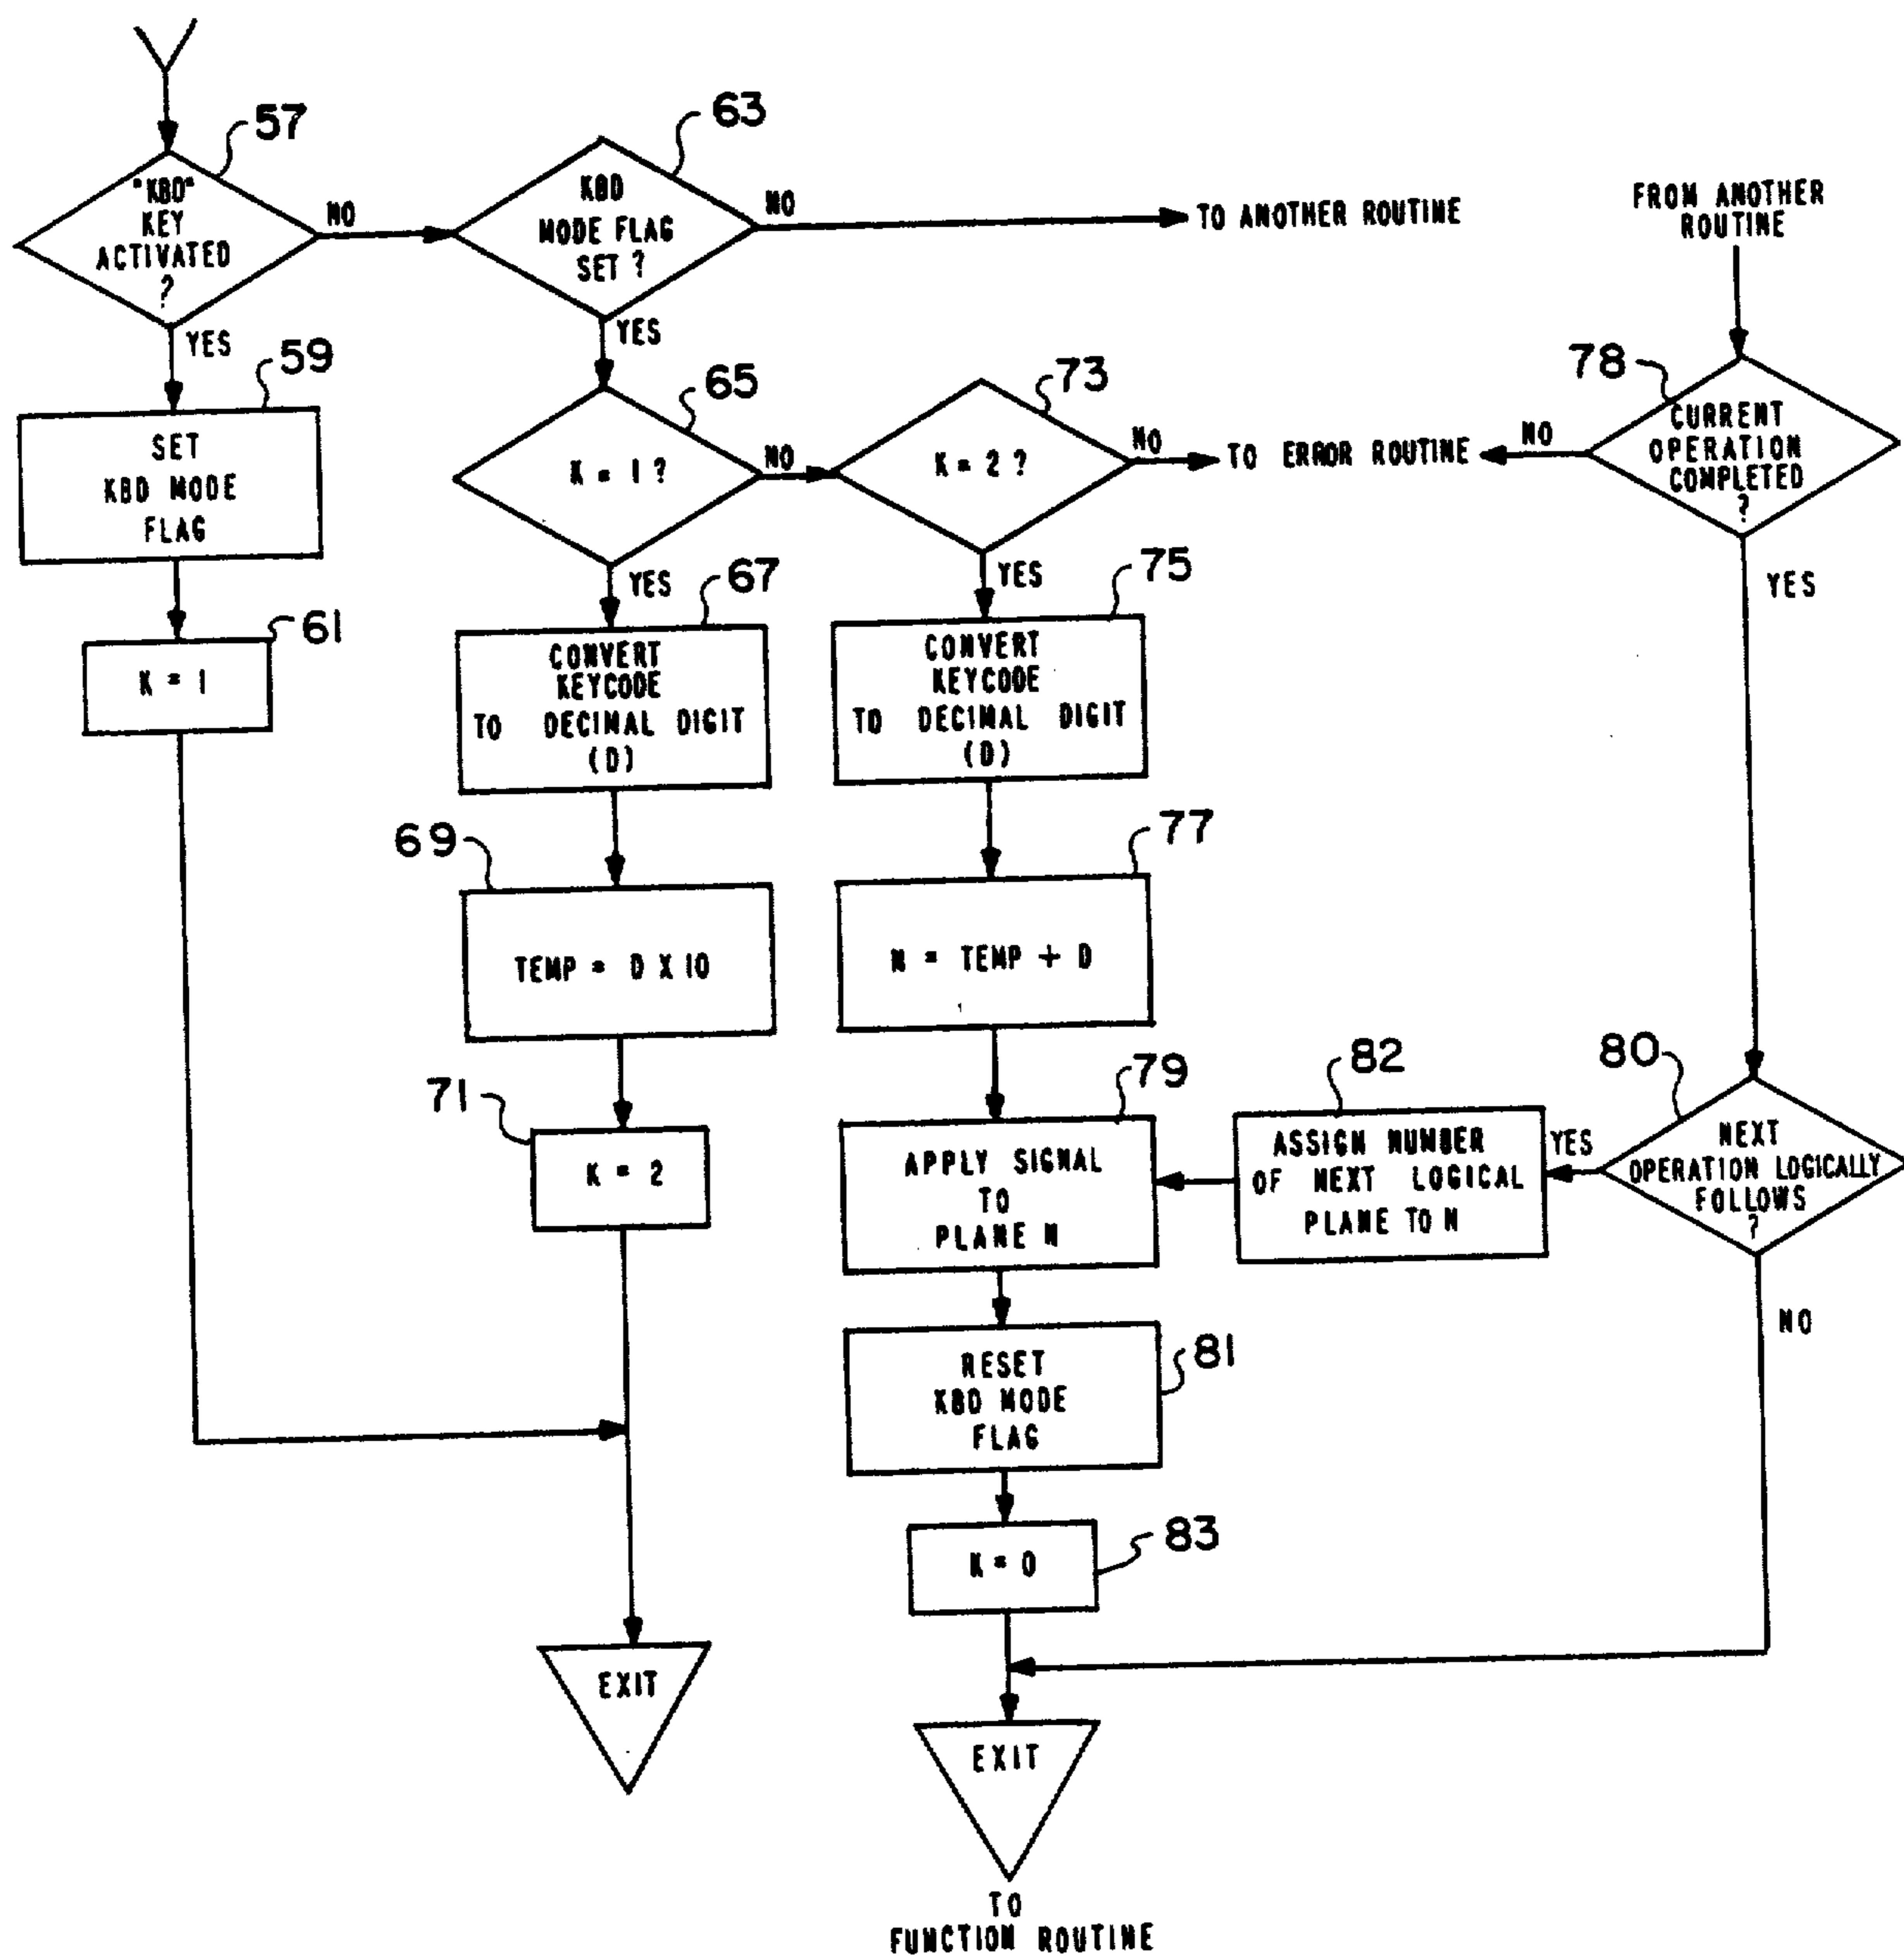 57
"KBD"
KEY
ACTIVATED
?
NO
YES
59
SET
KBD MODE
FLAG
61
K = 1
63
KBD
MODE FLAG
SET ?
NO
TO ANOTHER ROUTINE
YES
65
K = 1 ?
NO
YES
67
CONVERT
KEYCODE
TO DECIMAL DIGIT
(D)
69
TEMP = D X 10
71
K = 2
EXIT
73
K = 2 ?
NO
TO ERROR ROUTINE
YES
75
CONVERT
KEYCODE
TO DECIMAL DIGIT
(D)
77
N = TEMP + D
79
APPLY SIGNAL
TO
PLANE N
81
RESET
KBD MODE
FLAG
83
K = 0
EXIT
TO
FUNCTION ROUTINE
FROM ANOTHER
ROUTINE
78
CURRENT
OPERATION
COMPLETED
?
NO
YES
80
NEXT
OPERATION LOGICALLY
FOLLOWS
?
YES
NO
82
ASSIGN NUMBER
OF NEXT LOGICAL
PLANE TO N